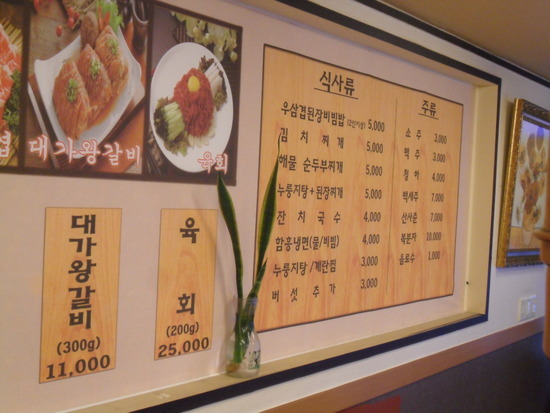 대가왕갈비
육회
대가왕갈비
(300g)
11,000
육회
(200g)
25,000
식사류
우삼겹된장비빔밥 (2인이상) 5,000
김치찌개 5,000
해물 순두부찌개 5,000
누룽지탕+된장찌개 5,000
잔치국수 4,000
함흥냉면(물/비빔) 4,000
누룽지탕/계란찜 3,000
버섯추가 3,000
주류
소주 3,000
맥주 3,000
청하 4,000
백세주 7,000
산사춘 7,000
복분자 10,000
음료수 1,000